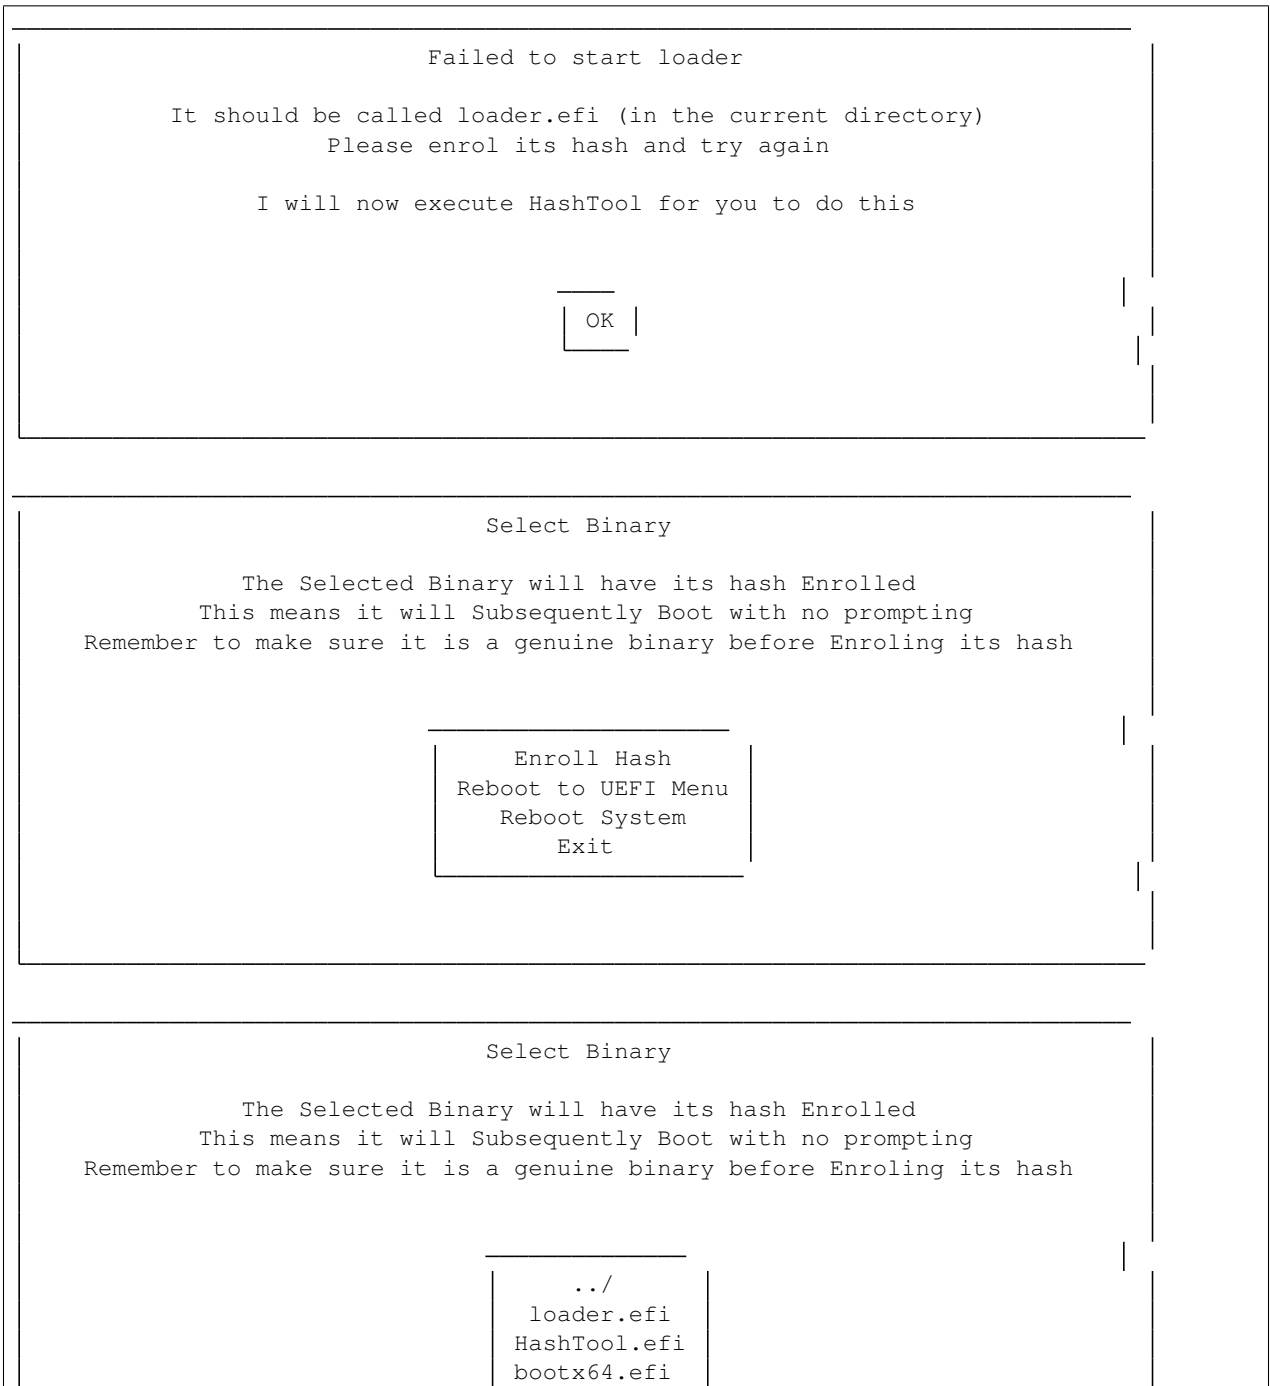 Failed to start loader
It should be called loader.efi (in the current directory)
Please enrol its hash and try again
I will now execute HashTool for you to do this
OK
Select Binary
The Selected Binary will have its hash Enrolled
This means it will Subsequently Boot with no prompting
Remember to make sure it is a genuine binary before Enroling its hash
Enroll Hash
Reboot to UEFI Menu
Reboot System
Exit
Select Binary
The Selected Binary will have its hash Enrolled
This means it will Subsequently Boot with no prompting
Remember to make sure it is a genuine binary before Enroling its hash
../
loader.efi
HashTool.efi
bootx64.efi